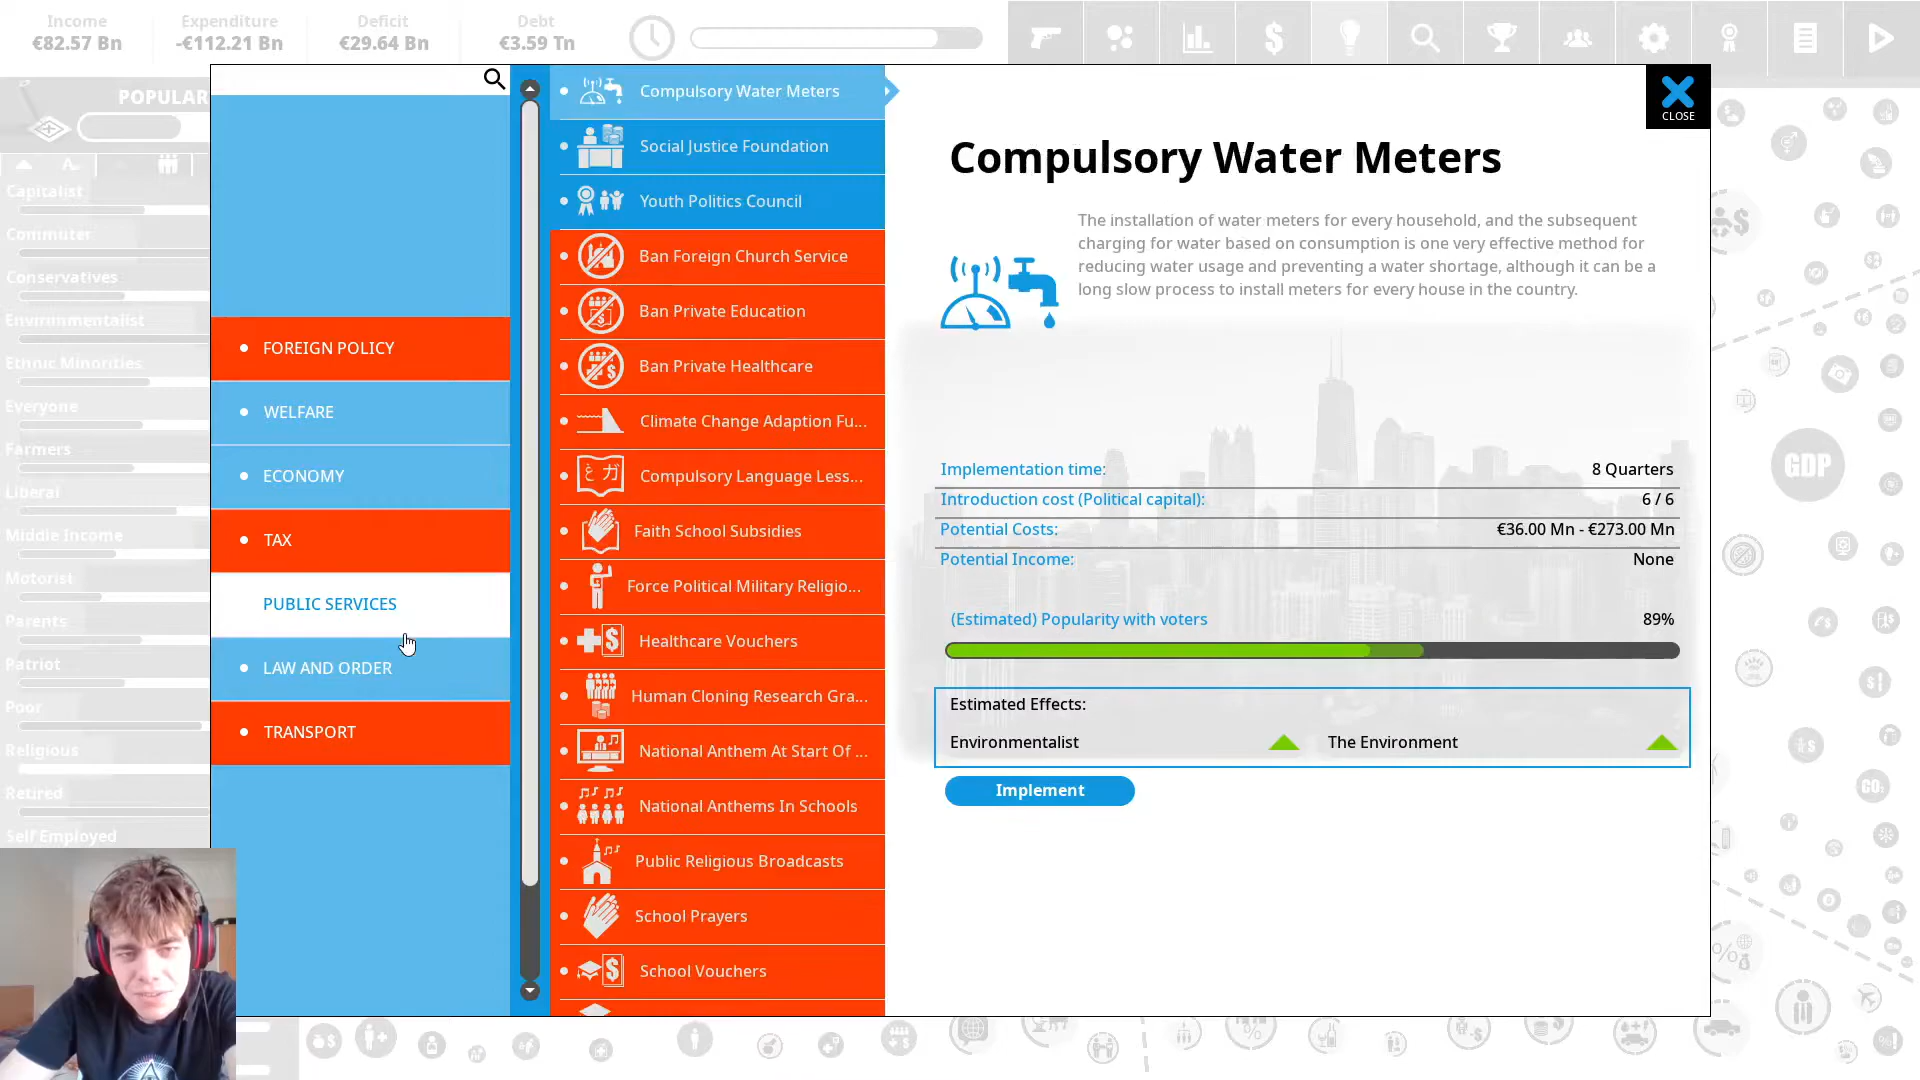 Income
€82.57 Bn
Expenditure
-€112.21 Bn
Deficit
€29.64 Bn
Debt
€3.59 Tn
POPULAR
Capitalist
Commuter
Conservatives
Environmentalist
Ethnic Minorities
Everyone
Farmers
Liberal
Middle Income
Motorist
Parents
Patriot
Poor
Religious
Retired
Self Employed
FOREIGN POLICY
WELFARE
ECONOMY
TAX
PUBLIC SERVICES
LAW AND ORDER
TRANSPORT
Compulsory Water Meters
Social Justice Foundation
Youth Politics Council
Ban Foreign Church Service
Ban Private Education
Ban Private Healthcare
Climate Change Adaption Fu...
Compulsory Language Less...
Faith School Subsidies
Force Political Military Religio...
Healthcare Vouchers
Human Cloning Research Gra...
National Anthem At Start Of ...
National Anthems In Schools
Public Religious Broadcasts
School Prayers
School Vouchers
CLOSE
Compulsory Water Meters
The installation of water meters for every household, and the subsequent
charging for water based on consumption is one very effective method for
reducing water usage and preventing a water shortage, although it can be a
long slow process to install meters for every house in the country.
Implementation time: 8 Quarters
Introduction cost (Political capital): 6 / 6
Potential Costs: €36.00 Mn - €273.00 Mn
Potential Income: None
(Estimated) Popularity with voters 89%
Estimated Effects:
Environmentalist The Environment
Implement
GDP